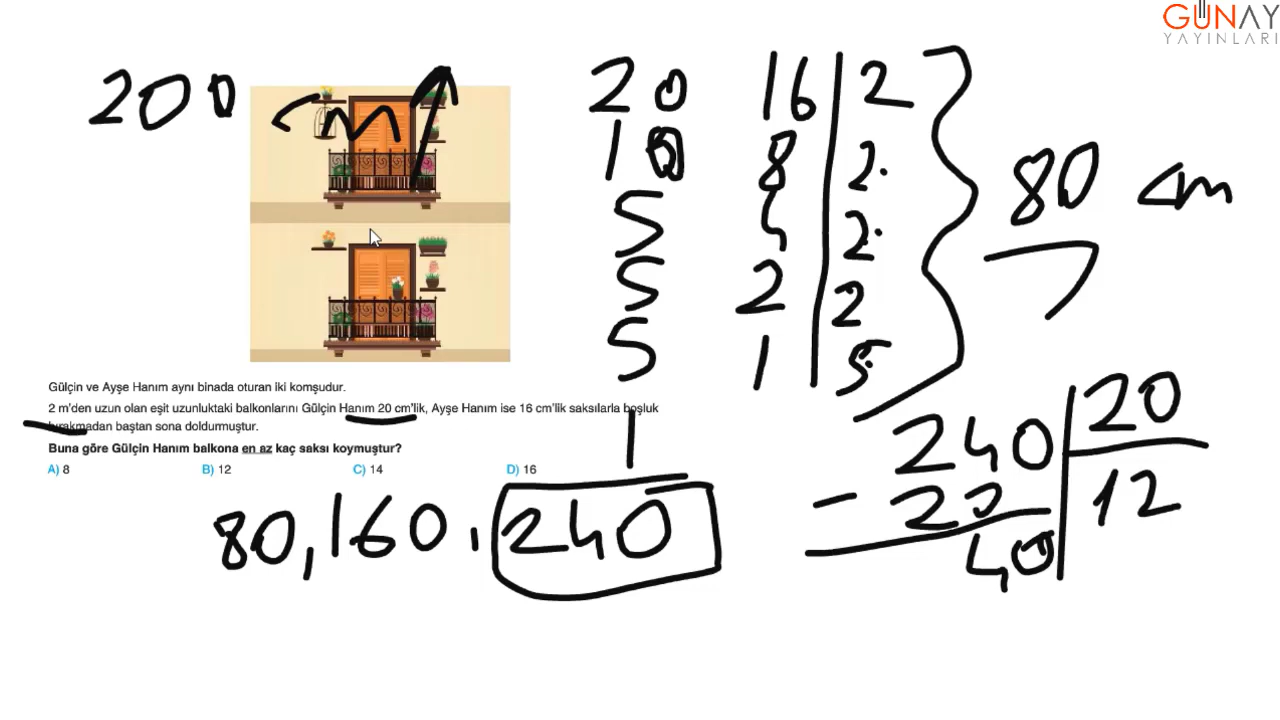 GÜNAY
YAYINLARI
200 cm
20 16 2
10 8 2
5 4 2
5 2 2
5 1 5
80 cm
Gülçin ve Ayşe Hanım aynı binada oturan iki komşudur.
2 m'den uzun olan eşit uzunluktaki balkonlarını Gülçin Hanım 20 cm'lik, Ayşe Hanım ise 16 cm'lik saksılarla boşluk
bırakmadan baştan sona doldurmuştur.
Buna göre Gülçin Hanım balkona en az kaç saksı koymuştur?
A) 8 B) 12 C) 14 D) 16
80, 160, 240
240 20
- 20 12
40